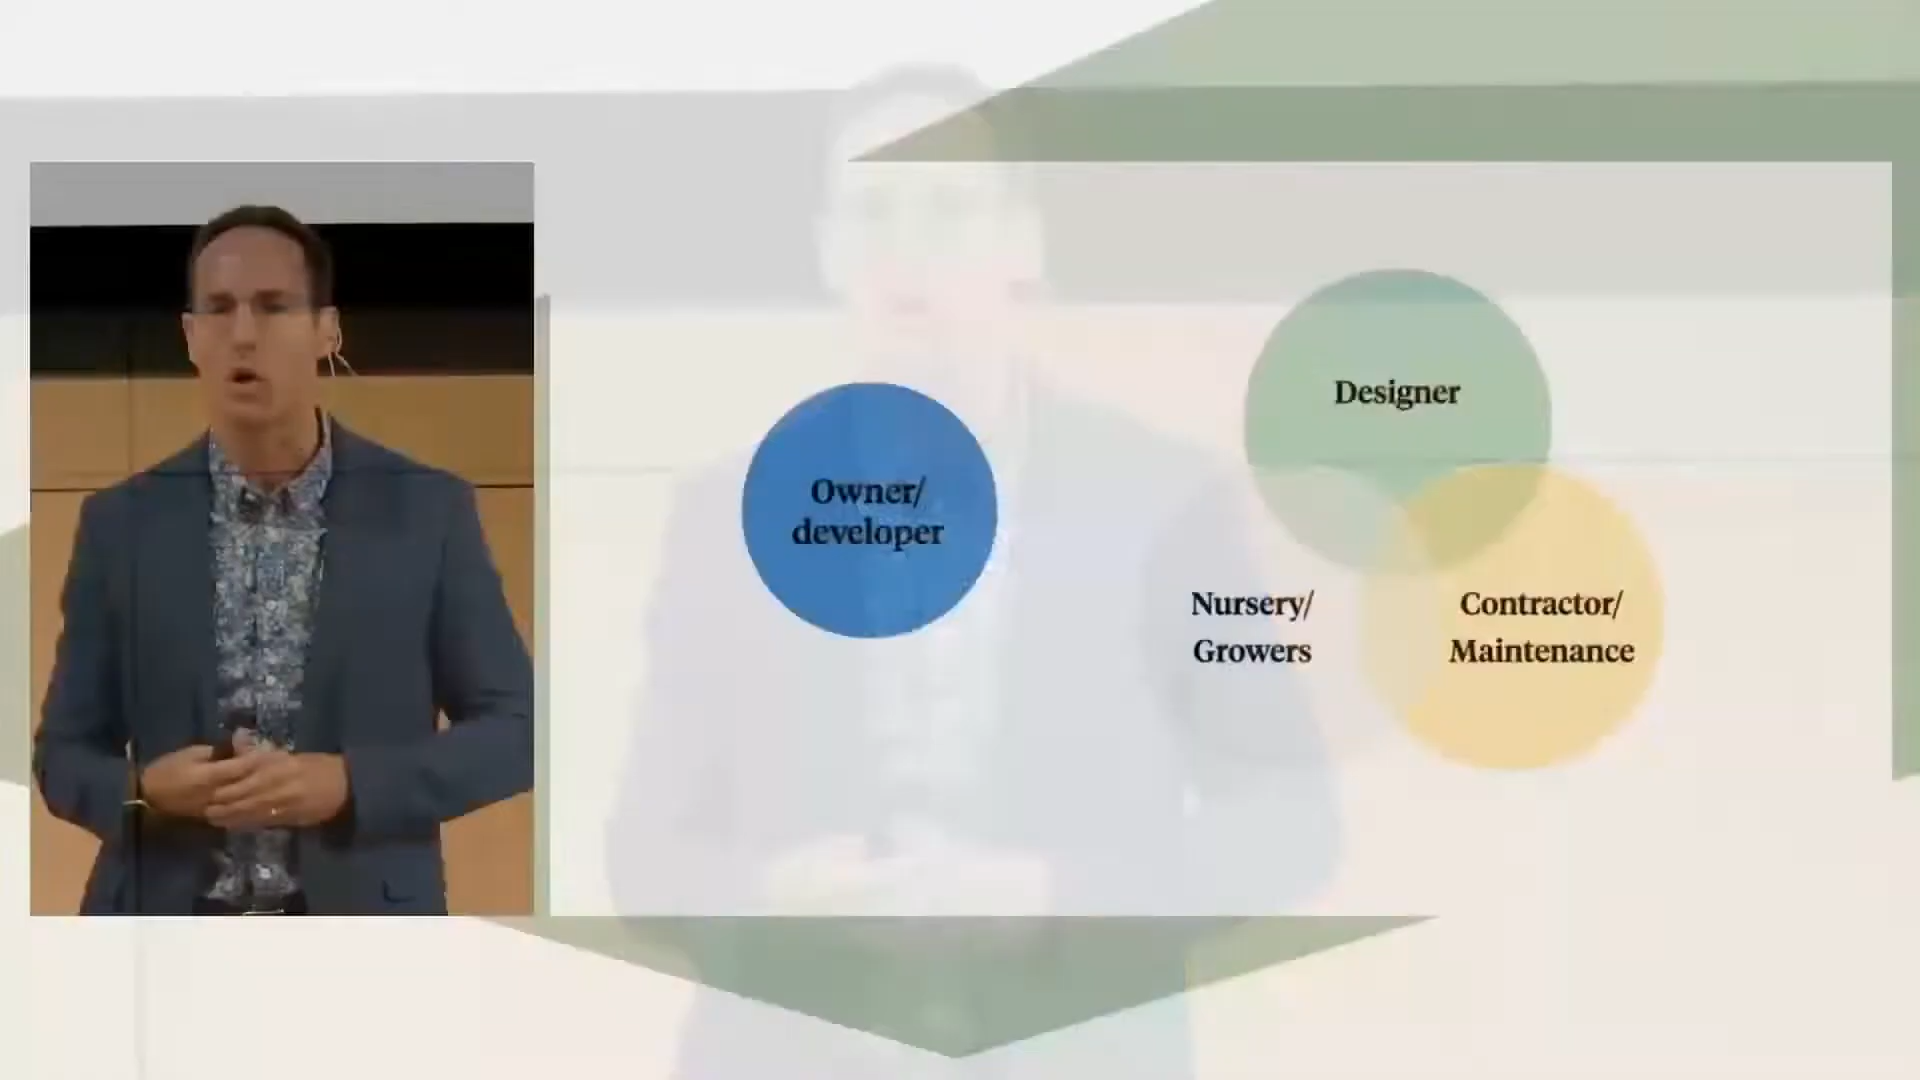 Owner/
developer
Designer
Nursery/
Growers
Contractor/
Maintenance